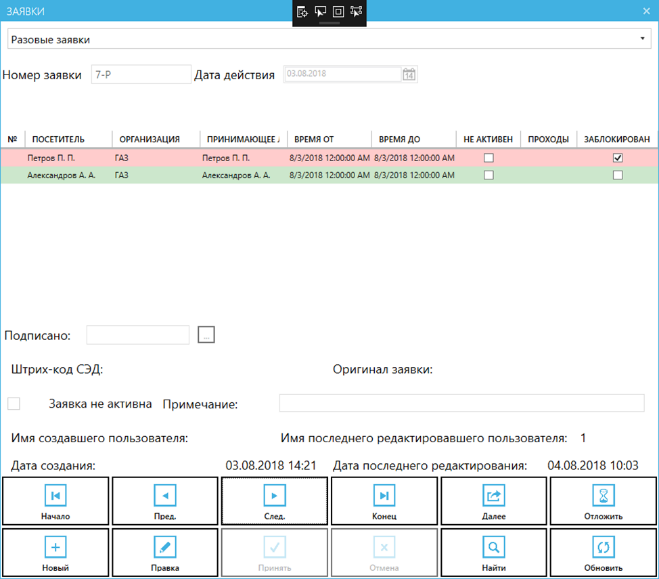 ЗАЯВКИ
Разовые заявки
Номер заявки 7-Р Дата действия 03.08.2018 14
№ ПОСЕТИТЕЛЬ ОРГАНИЗАЦИЯ ПРИНИМАЮЩЕЕ ВРЕМЯ ОТ ВРЕМЯ ДО НЕ АКТИВЕН ПРОХОДЫ ЗАБЛОКИРОВАН
Петров П. П. ГАЗ Петров П. П. 8/3/2018 12:00:00 AM 8/3/2018 12:00:00 AM
Александров А. А. ГАЗ Александров А. А. 8/3/2018 12:00:00 AM 8/3/2018 12:00:00 AM
Подписано: ...
Штрих-код СЭД: Оригинал заявки:
Заявка не активна Примечание:
Имя создавшего пользователя: Имя последнего редактировавшего пользователя: 1
Дата создания: 03.08.2018 14:21 Дата последнего редактирования: 04.08.2018 10:03
Начало Пред. След. Конец Далее Отложить
Новый Правка Принять Отмена Найти Обновить